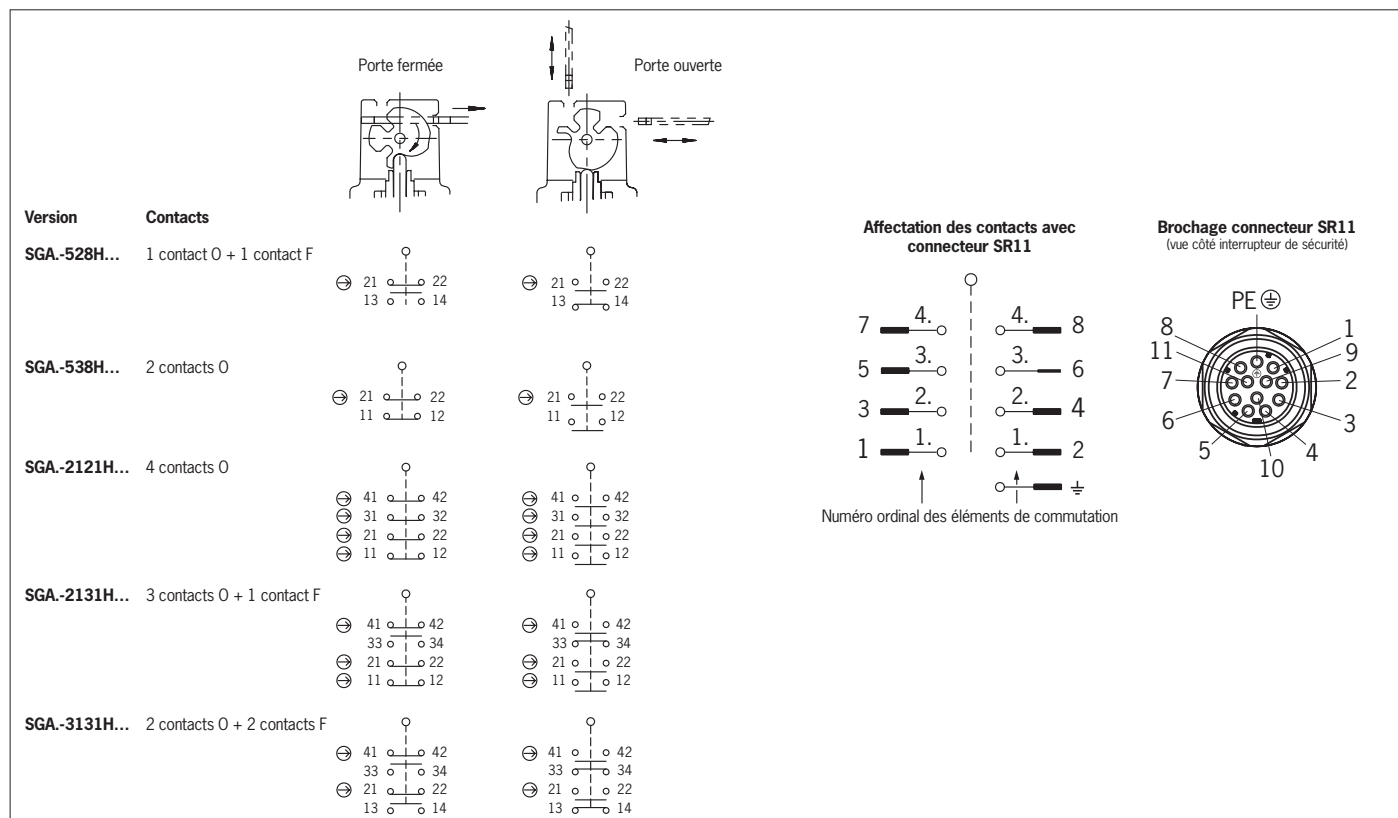 Porte fermée
Porte ouverte
Version Contacts
SGA.-528H... 1 contact O + 1 contact F
21 22 21 22
13 14 13 14
SGA.-538H... 2 contacts O
21 22 21 22
11 12 11 12
SGA.-2121H... 4 contacts O
41 42 41 42
31 32 31 32
21 22 21 22
11 12 11 12
SGA.-2131H... 3 contacts O + 1 contact F
41 42 41 42
33 34 33 34
21 22 21 22
11 12 11 12
SGA.-3131H... 2 contacts O + 2 contacts F
41 42 41 42
33 34 33 34
21 22 21 22
13 14 13 14
Affectation des contacts avec
connecteur SR11
7 4. 4. 8
5 3. 3. 6
3 2. 2. 4
1 1. 1. 2
Numéro ordinal des éléments de commutation
Brochage connecteur SR11
(vue côté interrupteur de sécurité)
PE
8 1
11 9
7 2
6 3
5 4
10